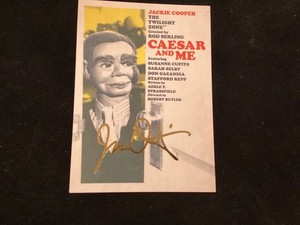 JACKIE COOPER
THE
TWILIGHT
ZONE™
Created by
ROD SERLING
CAESAR
AND ME
Featuring
SUZANNE CUPITO
SARAH SELBY
DON GAZZANIGA
STAFFORD REPP
Written by
ADELE T.
STRASSFIELD
Directed by
ROBERT BUTLER